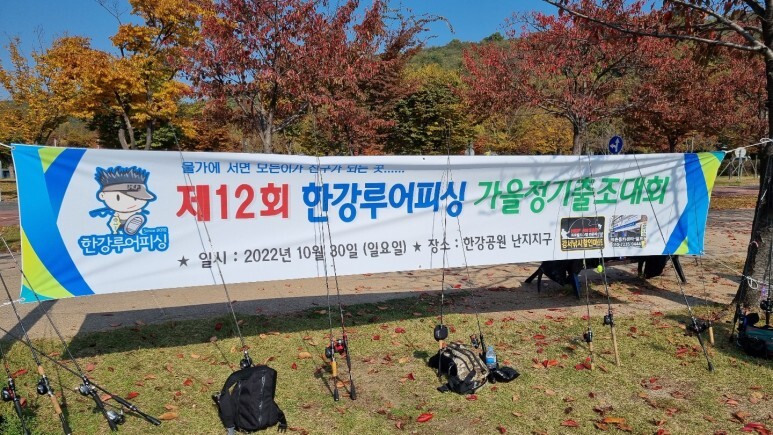 물가에 서면 모든이가 친구가 되는 곳......
제12회 한강루어피싱 가을정기출조대회
한강루어피싱
★ 일시 : 2022년 10월 30일 (일요일) ★ 장소 : 한강공원 난지지구